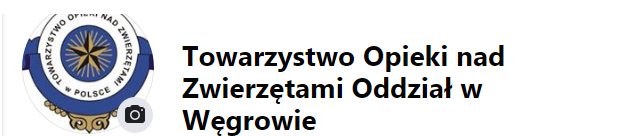 TOWARZYSTWO OPIEKI NAD ZWIERZĘTAMI
w POLSCE
Towarzystwo Opieki nad
Zwierzętami Oddział w
Węgrowie